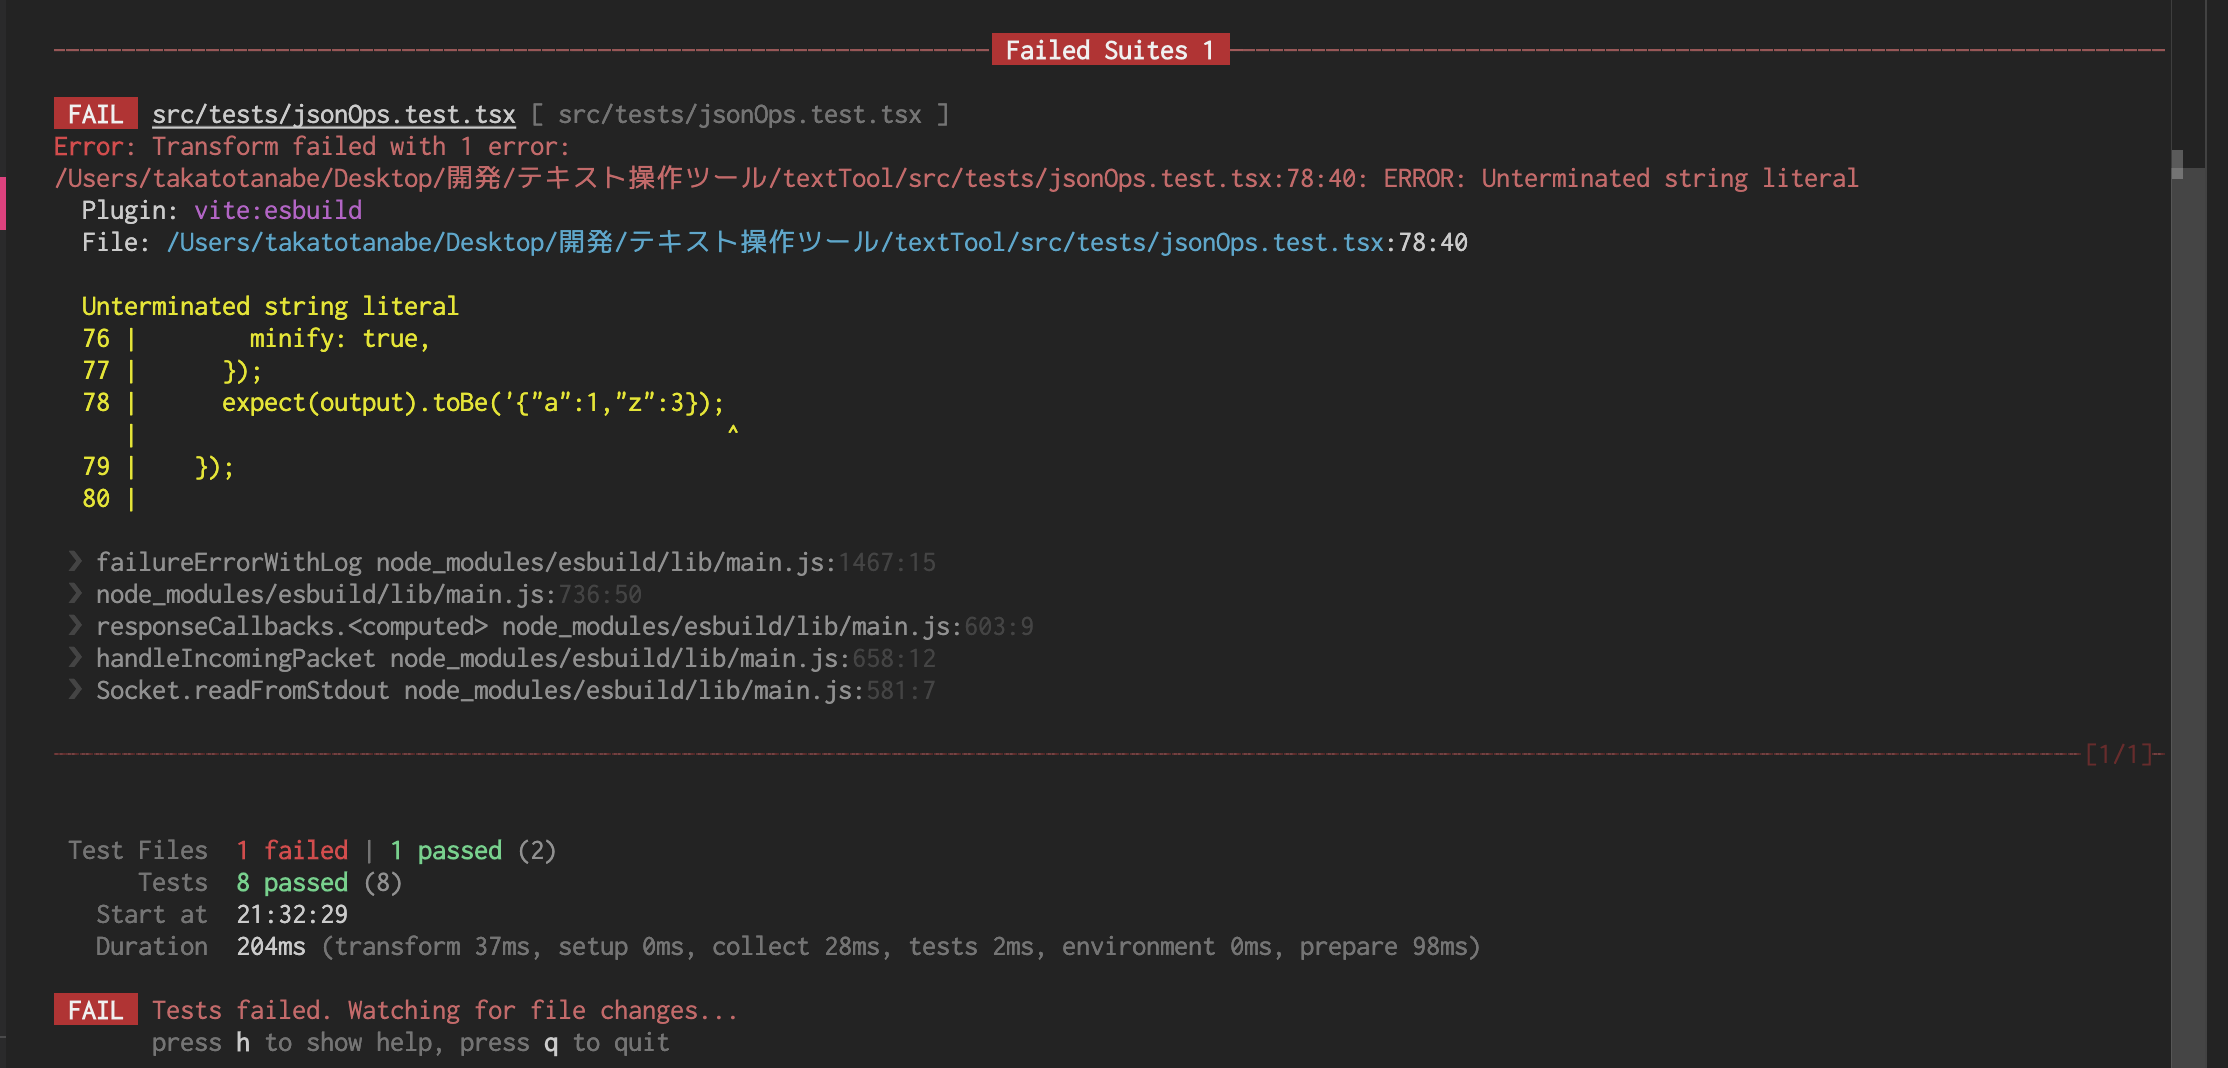 Failed Suites 1
FAIL src/tests/jsonOps.test.tsx [ src/tests/jsonOps.test.tsx ]
Error: Transform failed with 1 error:
/Users/takatotanabe/Desktop/開発/テキスト操作ツール/textTool/src/tests/jsonOps.test.tsx:78:40: ERROR: Unterminated string literal
Plugin: vite:esbuild
File: /Users/takatotanabe/Desktop/開発/テキスト操作ツール/textTool/src/tests/jsonOps.test.tsx:78:40
Unterminated string literal
76 |        minify: true,
77 |      });
78 |      expect(output).toBe('{"a":1,"z":3});
|                                          ^
79 |    });
80 |
❯ failureErrorWithLog node_modules/esbuild/lib/main.js:1467:15
❯ node_modules/esbuild/lib/main.js:736:50
❯ responseCallbacks.<computed> node_modules/esbuild/lib/main.js:603:9
❯ handleIncomingPacket node_modules/esbuild/lib/main.js:658:12
❯ Socket.readFromStdout node_modules/esbuild/lib/main.js:581:7
[1/1]
Test Files  1 failed | 1 passed (2)
Tests  8 passed (8)
Start at  21:32:29
Duration  204ms (transform 37ms, setup 0ms, collect 28ms, tests 2ms, environment 0ms, prepare 98ms)
FAIL Tests failed. Watching for file changes...
press h to show help, press q to quit